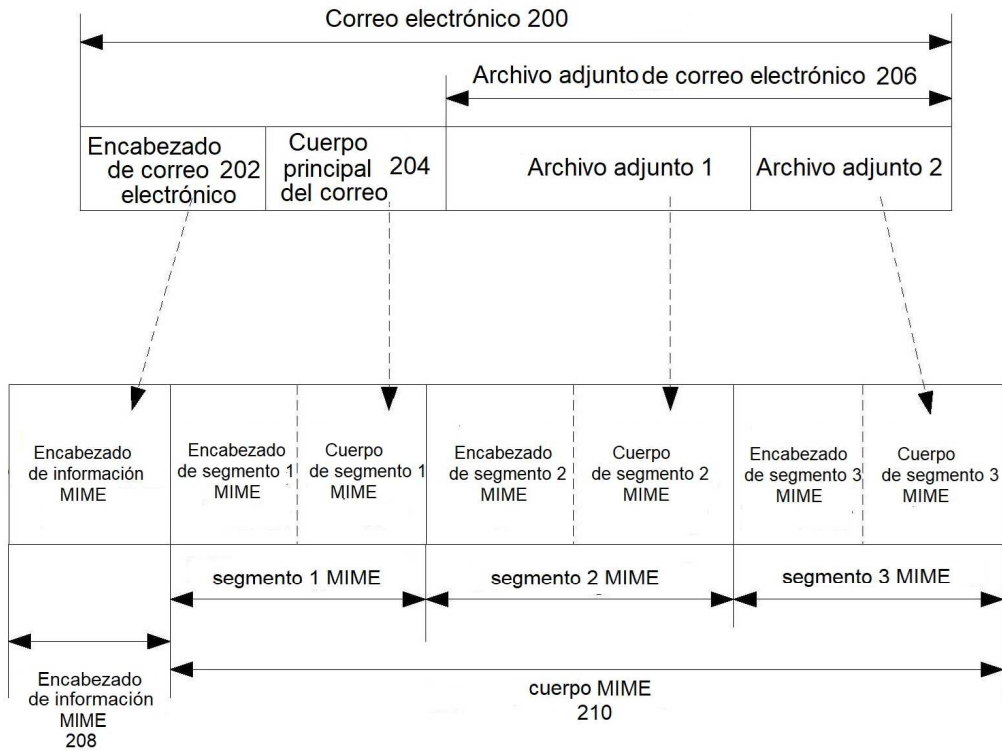 Correo electrónico 200
Archivo adjunto de correo electrónico 206
Encabezado
de correo 202
electrónico
Cuerpo
principal 204
del correo
Archivo adjunto 1
Archivo adjunto 2
Encabezado
de información
MIME
Encabezado
de segmento 1
MIME
Cuerpo
de segmento 1
MIME
Encabezado
de segmento 2
MIME
Cuerpo
de segmento 2
MIME
Encabezado
de segmento 3
MIME
Cuerpo
de segmento 3
MIME
segmento 1 MIME
segmento 2 MIME
segmento 3 MIME
Encabezado
de información
MIME
208
cuerpo MIME
210